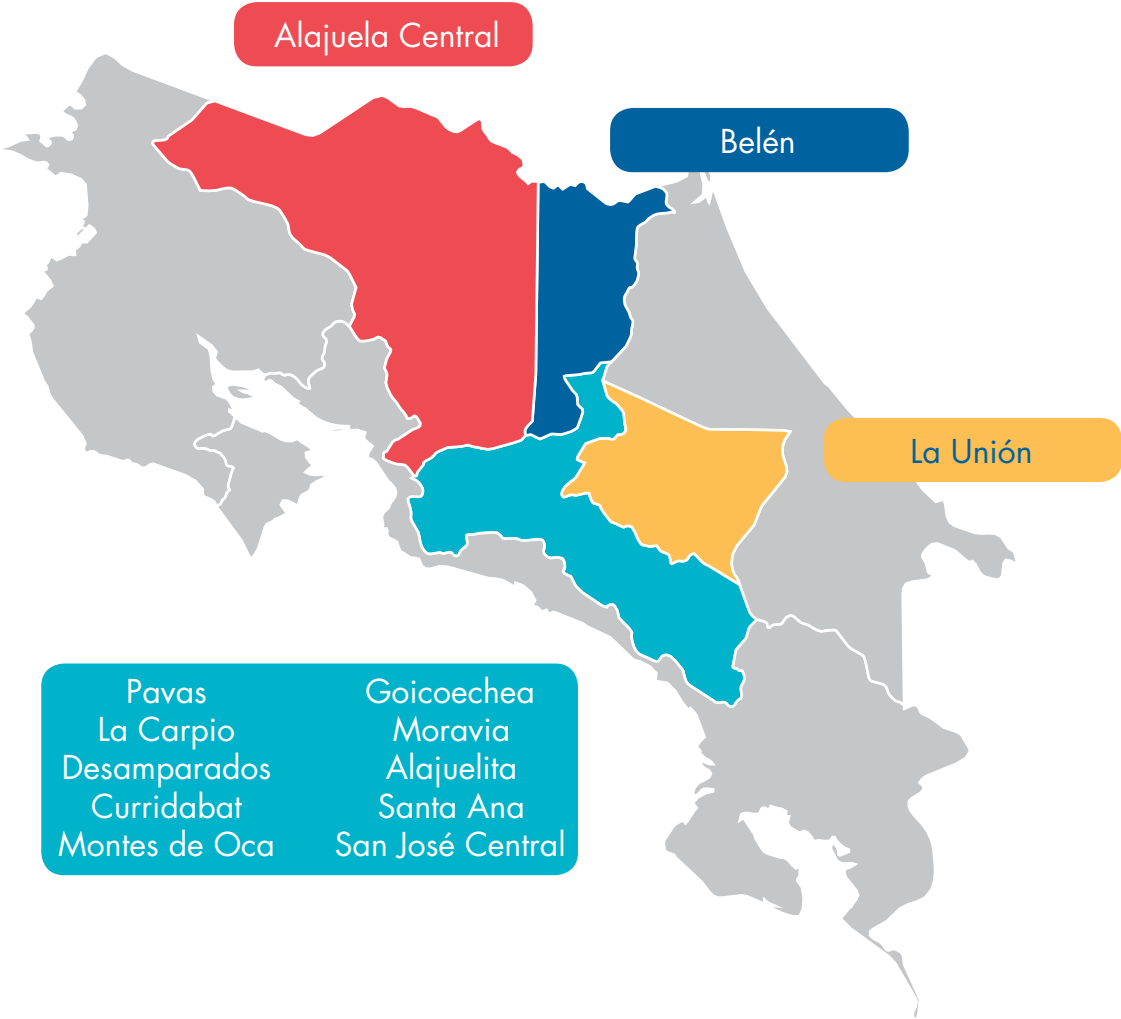 Alajuela Central
Belén
La Unión
Pavas
La Carpio
Desamparados
Curridabat
Montes de Oca
Goicoechea
Moravia
Alajuelita
Santa Ana
San José Central